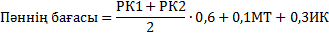 Пәннің бағасы = (РК1 + РК2) / 2 · 0,6 + 0,1МТ + 0,3ИК